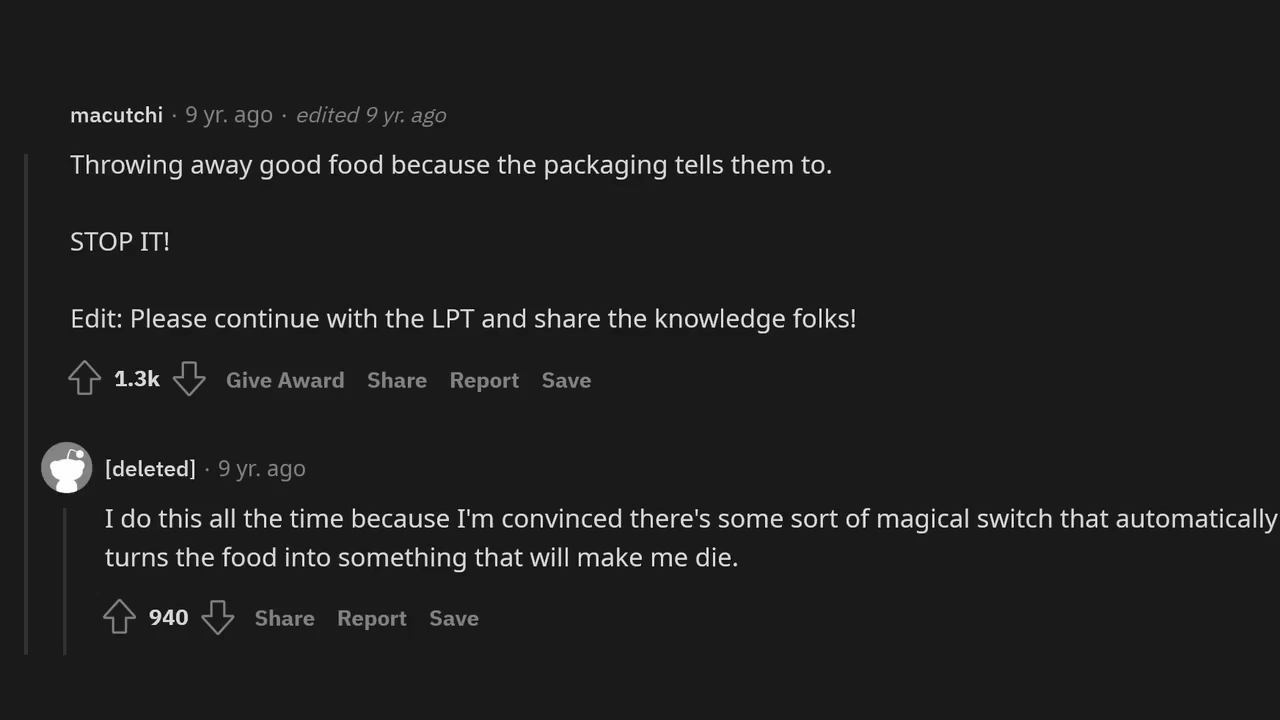 macutchi · 9 yr. ago · edited 9 yr. ago
Throwing away good food because the packaging tells them to.
STOP IT!
Edit: Please continue with the LPT and share the knowledge folks!
1.3k Give Award Share Report Save
[deleted] · 9 yr. ago
I do this all the time because I'm convinced there's some sort of magical switch that automatically
turns the food into something that will make me die.
940 Share Report Save